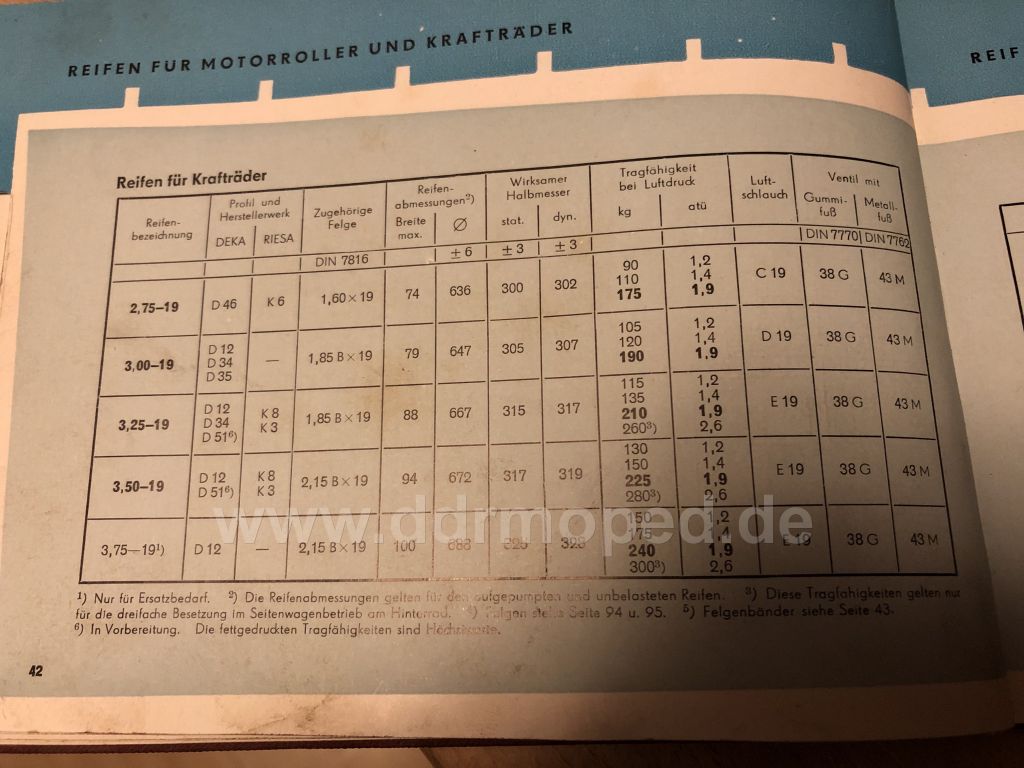 REIFEN FÜR MOTORROLLER UND KRAFTRÄDER
REIF
Reifen für Krafträder
Reifen-
bezeichnung
Profil und
Herstellerwerk
DEKA RIESA
Zugehörige
Felge
Reifen-
abmessungen²)
Breite
max. ∅
Wirksamer
Halbmesser
stat. dyn.
Tragfähigkeit
bei Luftdruck
kg atü
Luft-
schlauch
Ventil mit
Gummi-
fuß
Metall-
fuß
DIN 7816 ± 6 ± 3 ± 3 DIN 7770 DIN 7762
2,75–19 D 46 K 6 1,60 × 19 74 636 300 302 C 19 38 G 43 M
90 1,2
110 1,4
175 1,9
3,00–19 — 1,85 B × 19 79 647 305 307 D 19 38 G 43 M
D 12
D 34
D 35
105 1,2
120 1,4
190 1,9
3,25–19 1,85 B × 19 88 667 315 317 E 19 38 G 43 M
D 12 K 8
D 34 K 3
D 51⁶)
115 1,2
135 1,4
210 1,9
260³) 2,6
3,50–19 2,15 B × 19 94 672 317 319 E 19 38 G 43 M
D 12 K 8
D 51⁶) K 3
130 1,2
150 1,4
225 1,9
280³) 2,6
3,75—19¹) D 12 — 2,15 B × 19 100 688 325 328 E 19 38 G 43 M
150 1,2
175 1,4
240 1,9
300³) 2,6
www.ddrmoped.de
¹) Nur für Ersatzbedarf. ²) Die Reifenabmessungen gelten für den aufgepumpten und unbelasteten Reifen. ³) Diese Tragfähigkeiten gelten nur
für die dreifache Besetzung im Seitenwagenbetrieb am Hinterrad. ⁴) Felgen siehe Seite 94 u. 95. ⁵) Felgenbänder siehe Seite 43.
⁶) In Vorbereitung. Die fettgedruckten Tragfähigkeiten sind Höchstwerte.
42